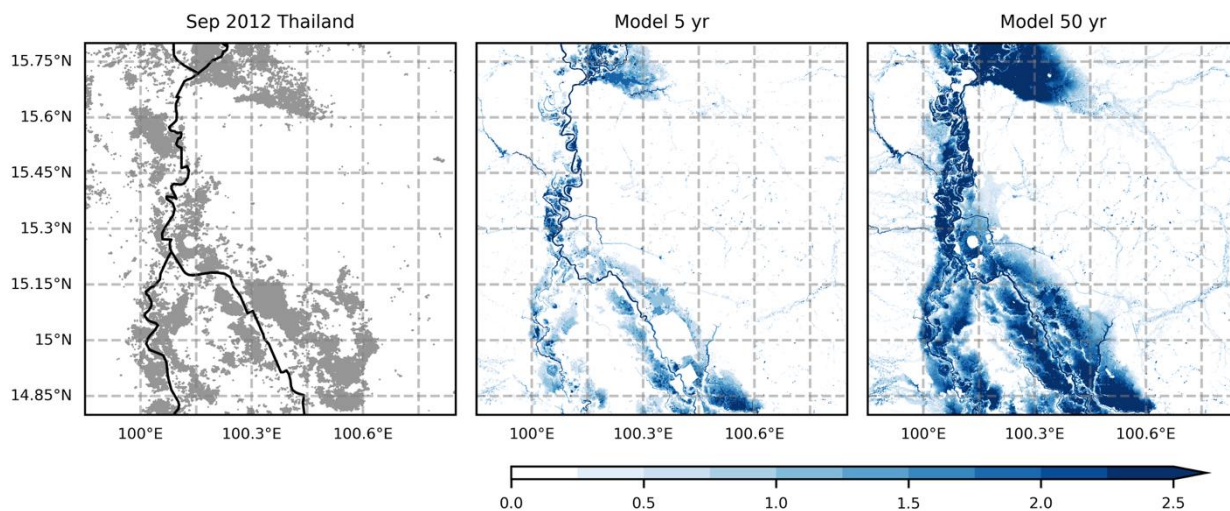 Sep 2012 Thailand
Model 5 yr
Model 50 yr
15.75°N
15.6°N
15.45°N
15.3°N
15.15°N
15°N
14.85°N
100°E 100.3°E 100.6°E
100°E 100.3°E 100.6°E
100°E 100.3°E 100.6°E
0.0 0.5 1.0 1.5 2.0 2.5